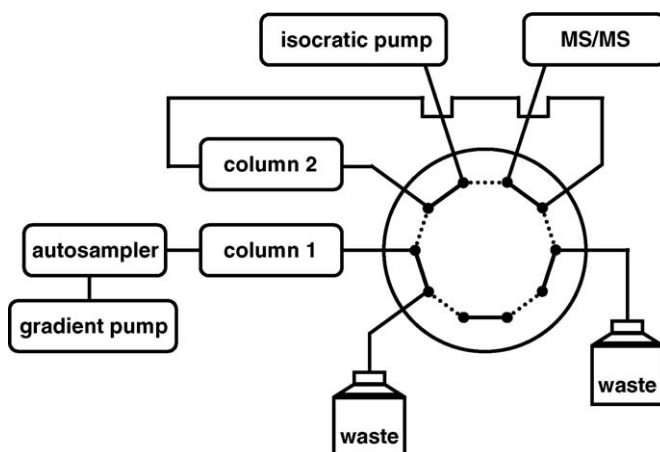 isocratic pump
MS/MS
column 2
autosampler
column 1
gradient pump
waste
waste